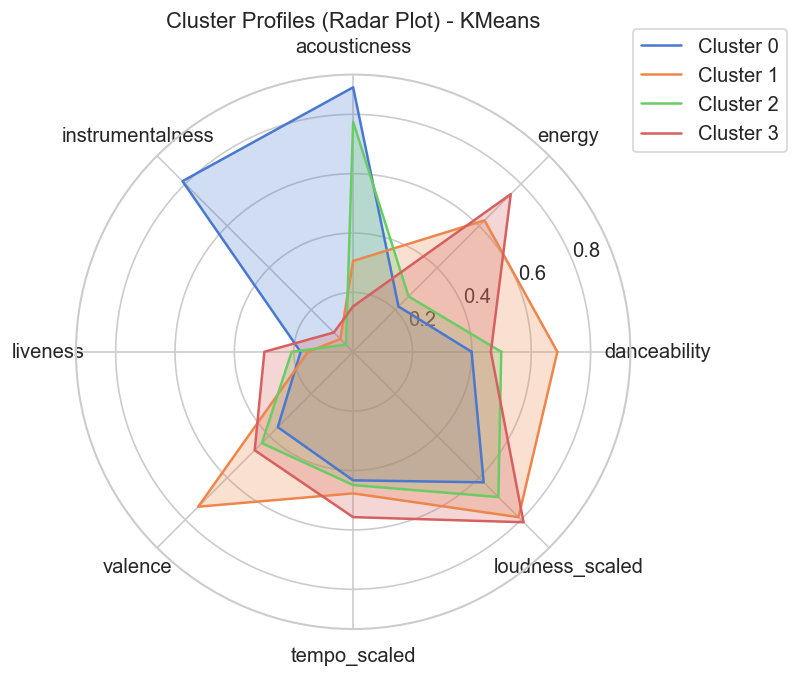 Cluster Profiles (Radar Plot) - KMeans
Cluster 0
Cluster 1
Cluster 2
Cluster 3
acousticness
instrumentalness
energy
0.8
0.6
0.4
0.2
liveness
danceability
valence
loudness_scaled
tempo_scaled